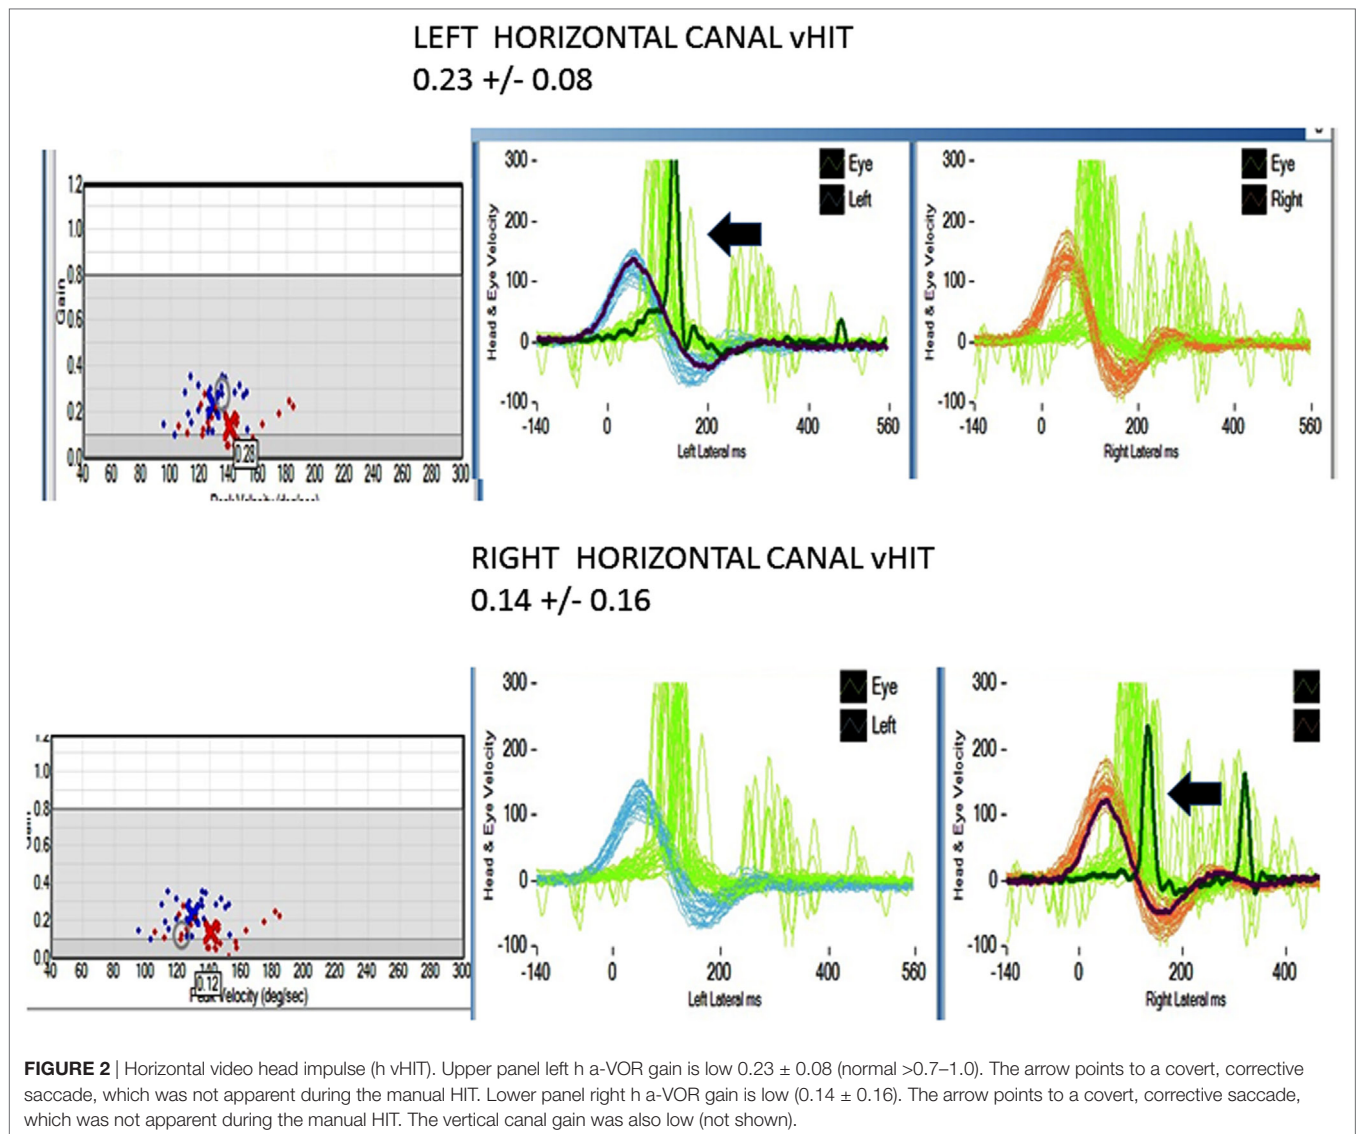 LEFT HORIZONTAL CANAL vHIT
0.23 +/- 0.08
1.2
1.0
0.8
Gain
0.6
0.4
0.2
0.0
0.28
40 60 80 100 120 140 160 180 200 220 240 260 280 300
Peak Velocity (deg/sec)
300
200
100
0
-100
Head & Eye Velocity
Eye
Left
-140 0 200 400 560
Left Lateral ms
300
200
100
0
-100
Head & Eye Velocity
Eye
Right
-140 0 200 400 560
Right Lateral ms
RIGHT HORIZONTAL CANAL vHIT
0.14 +/- 0.16
1.2
1.0
0.8
0.6
0.4
0.2
0.0
40 60 80 100 120 140 160 180 200 220 240 260 280 300
0.12
Peak Velocity (deg/sec)
300
200
100
0
-100
Head & Eye Velocity
Eye
Left
-140 0 200 400 560
Left Lateral ms
300
200
100
0
-100
Head & Eye Velocity
-140 0 200 400
Right Lateral ms
FIGURE 2 | Horizontal video head impulse (h vHIT). Upper panel left h a-VOR gain is low 0.23 ± 0.08 (normal >0.7–1.0). The arrow points to a covert, corrective
saccade, which was not apparent during the manual HIT. Lower panel right h a-VOR gain is low (0.14 ± 0.16). The arrow points to a covert, corrective saccade,
which was not apparent during the manual HIT. The vertical canal gain was also low (not shown).